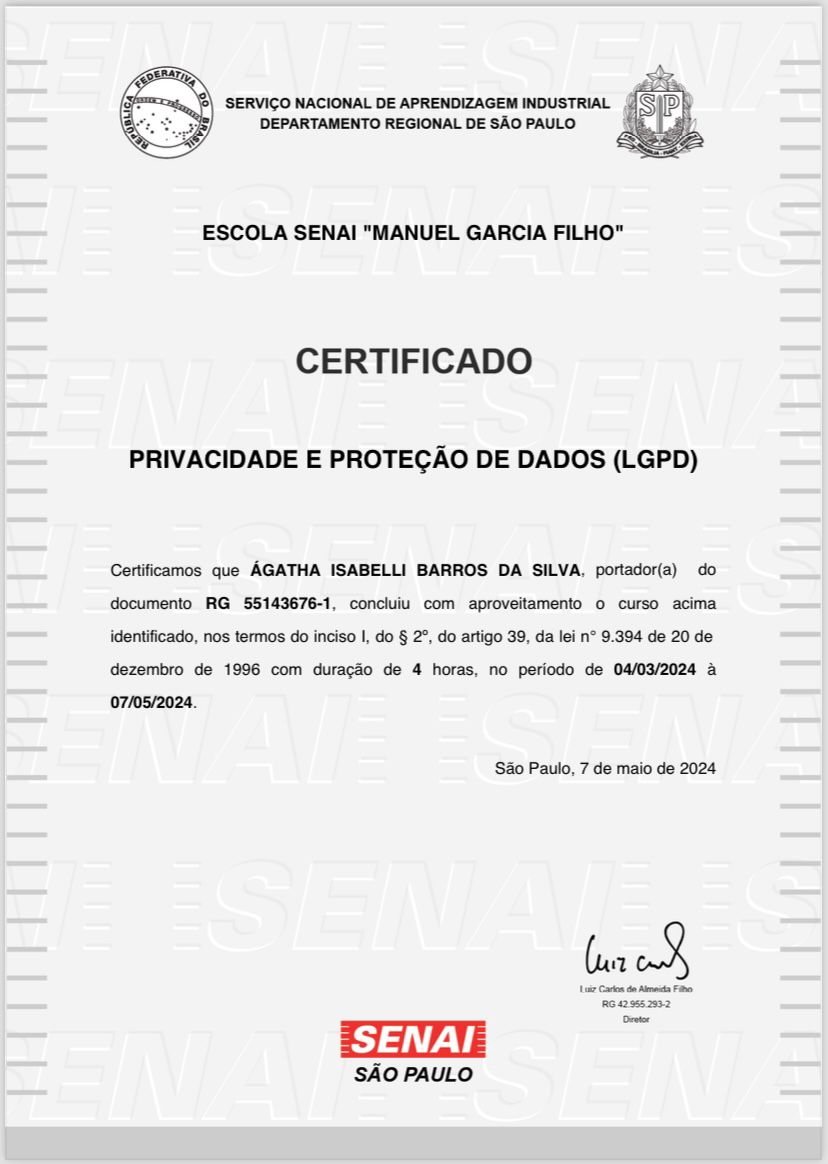 REPÚBLICA FEDERATIVA DO BRASIL
ORDEM E PROGRESSO
SERVIÇO NACIONAL DE APRENDIZAGEM INDUSTRIAL
DEPARTAMENTO REGIONAL DE SÃO PAULO
SP
ESCOLA SENAI "MANUEL GARCIA FILHO"
CERTIFICADO
PRIVACIDADE E PROTEÇÃO DE DADOS (LGPD)
Certificamos que ÁGATHA ISABELLI BARROS DA SILVA, portador(a) do
documento RG 55143676-1, concluiu com aproveitamento o curso acima
identificado, nos termos do inciso I, do § 2º, do artigo 39, da lei n° 9.394 de 20 de
dezembro de 1996 com duração de 4 horas, no período de 04/03/2024 à
07/05/2024.
São Paulo, 7 de maio de 2024
Luiz Carlos de Almeida Filho
RG 42.955.293-2
Diretor
SENAI
SÃO PAULO